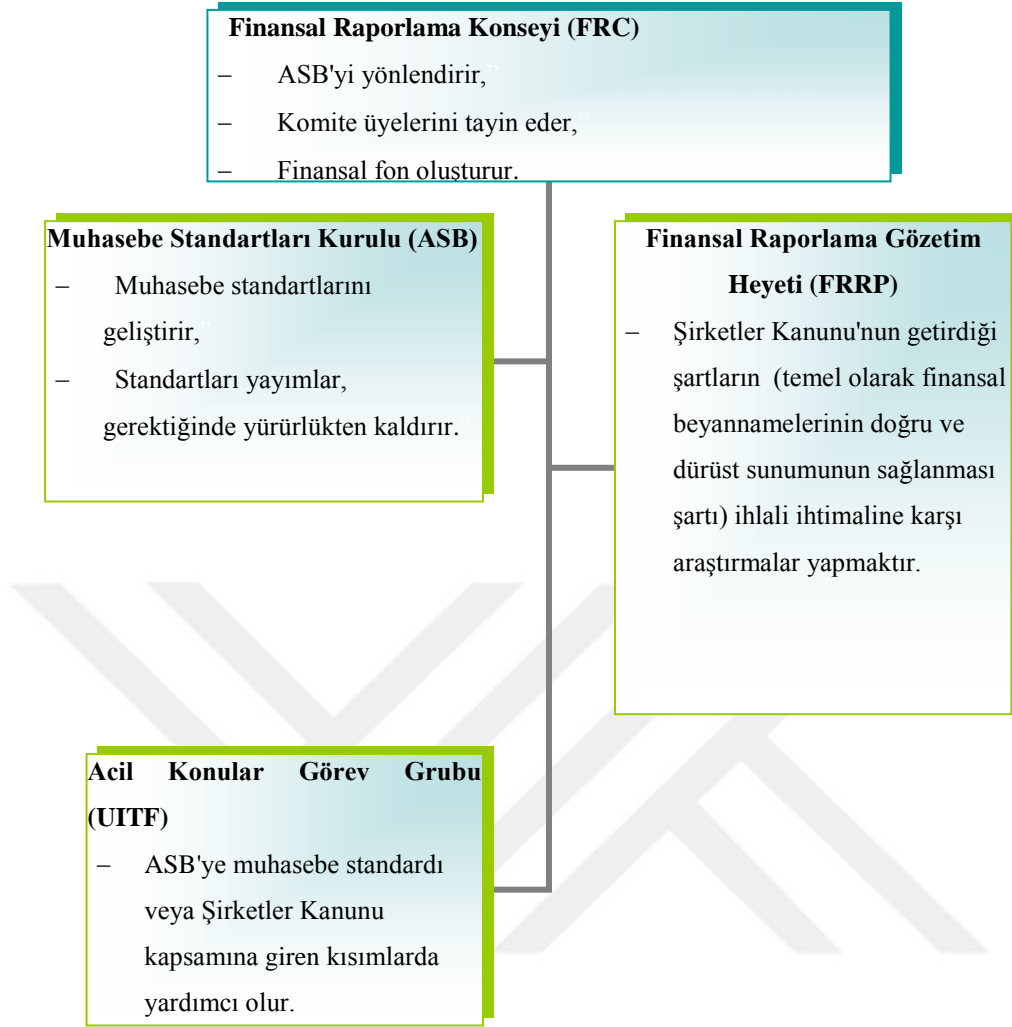 Finansal Raporlama Konseyi (FRC)
– ASB'yi yönlendirir,”
– Komite üyelerini tayin eder,”
– Finansal fon oluşturur.
Muhasebe Standartları Kurulu (ASB)
– Muhasebe standartlarını
geliştirir,”
– Standartları yayımlar,
gerektiğinde yürürlükten kaldırır.”
Finansal Raporlama Gözetim
Heyeti (FRRP)
– Şirketler Kanunu'nun getirdiği
şartların (temel olarak finansal
beyannamelerinin doğru ve
dürüst sunumunun sağlanması
şartı) ihlali ihtimaline karşı
araştırmalar yapmaktır.
Acil Konular Görev Grubu
(UITF)
– ASB'ye muhasebe standardı
veya Şirketler Kanunu
kapsamına giren kısımlarda
yardımcı olur.